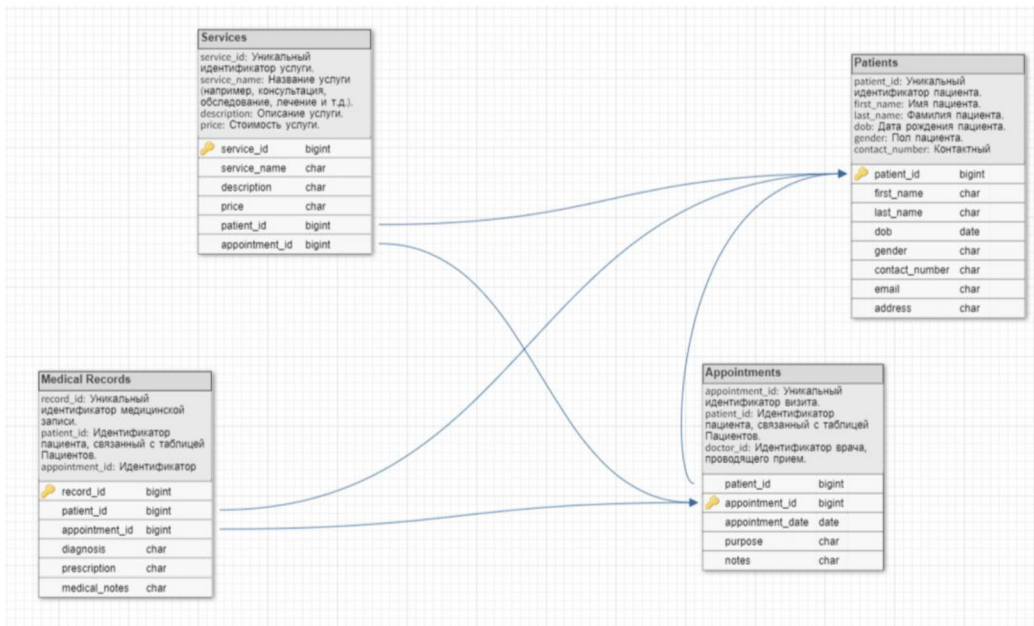 Services
service_id: Уникальный
идентификатор услуги.
service_name: Название услуги
(например, консультация,
обследование, лечение и т.д.).
description: Описание услуги.
price: Стоимость услуги.
service_id bigint
service_name char
description char
price char
patient_id bigint
appointment_id bigint
Patients
patient_id: Уникальный
идентификатор пациента.
first_name: Имя пациента.
last_name: Фамилия пациента.
dob: Дата рождения пациента.
gender: Пол пациента.
contact_number: Контактный
patient_id bigint
first_name char
last_name char
dob date
gender char
contact_number char
email char
address char
Medical Records
record_id: Уникальный
идентификатор медицинской
записи.
patient_id: Идентификатор
пациента, связанный с таблицей
Пациентов.
appointment_id: Идентификатор
record_id bigint
patient_id bigint
appointment_id bigint
diagnosis char
prescription char
medical_notes char
Appointments
appointment_id: Уникальный
идентификатор визита.
patient_id: Идентификатор
пациента, связанный с таблицей
Пациентов.
doctor_id: Идентификатор врача,
проводящего прием.
patient_id bigint
appointment_id bigint
appointment_date date
purpose char
notes char